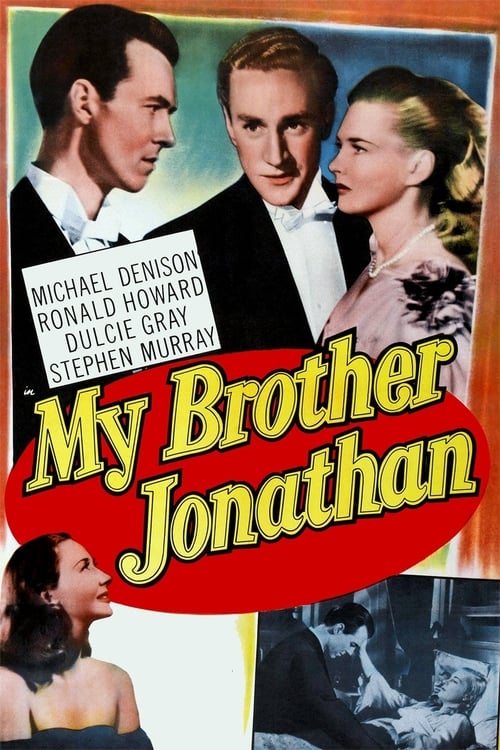 MICHAEL DENISON
RONALD HOWARD
DULCIE GRAY
STEPHEN MURRAY
in
My Brother
Jonathan